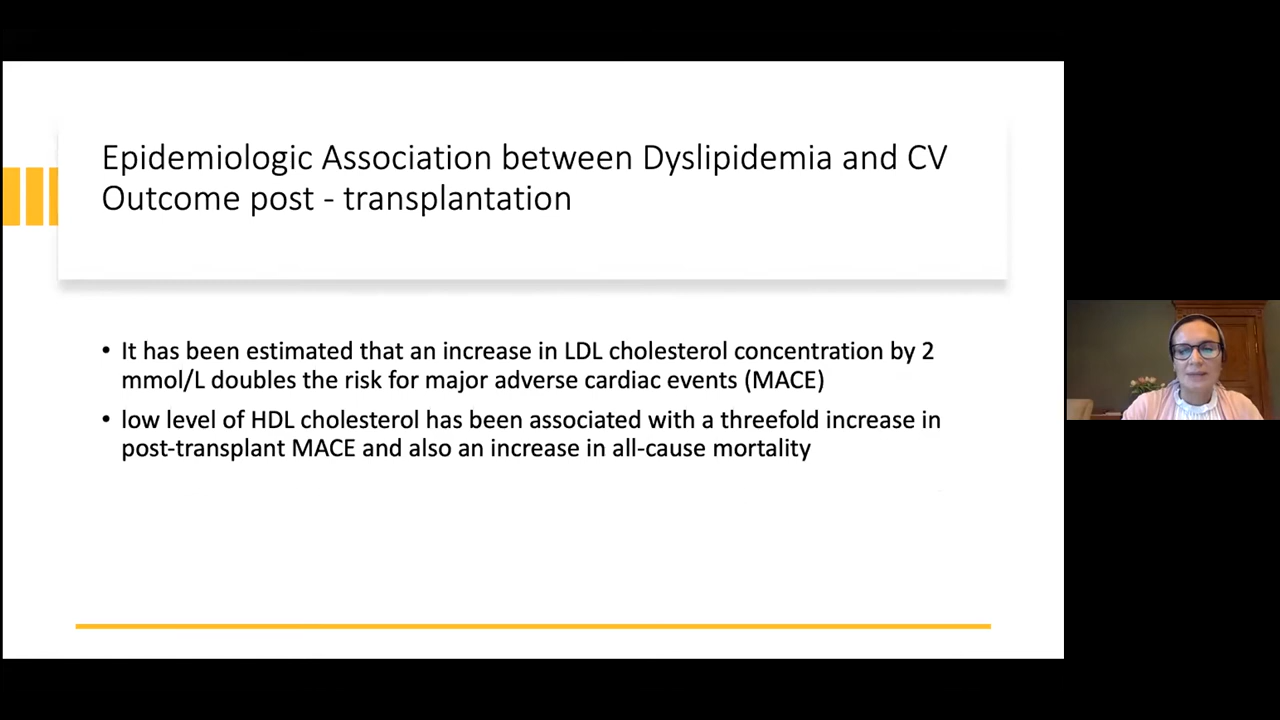 Epidemiologic Association between Dyslipidemia and CV
Outcome post - transplantation
• It has been estimated that an increase in LDL cholesterol concentration by 2
mmol/L doubles the risk for major adverse cardiac events (MACE)
• low level of HDL cholesterol has been associated with a threefold increase in
post-transplant MACE and also an increase in all-cause mortality